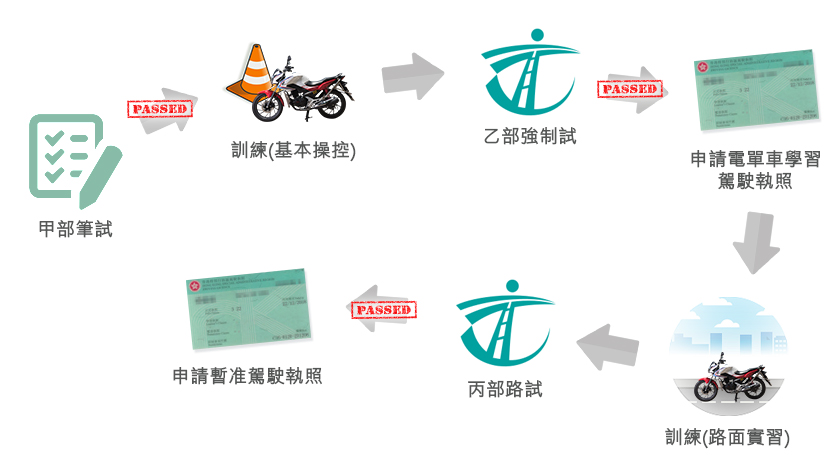 甲部筆試
PASSED
訓練(基本操控)
乙部強制試
PASSED
申請電單車學習
駕駛執照
訓練(路面實習)
丙部路試
PASSED
申請暫准駕駛執照